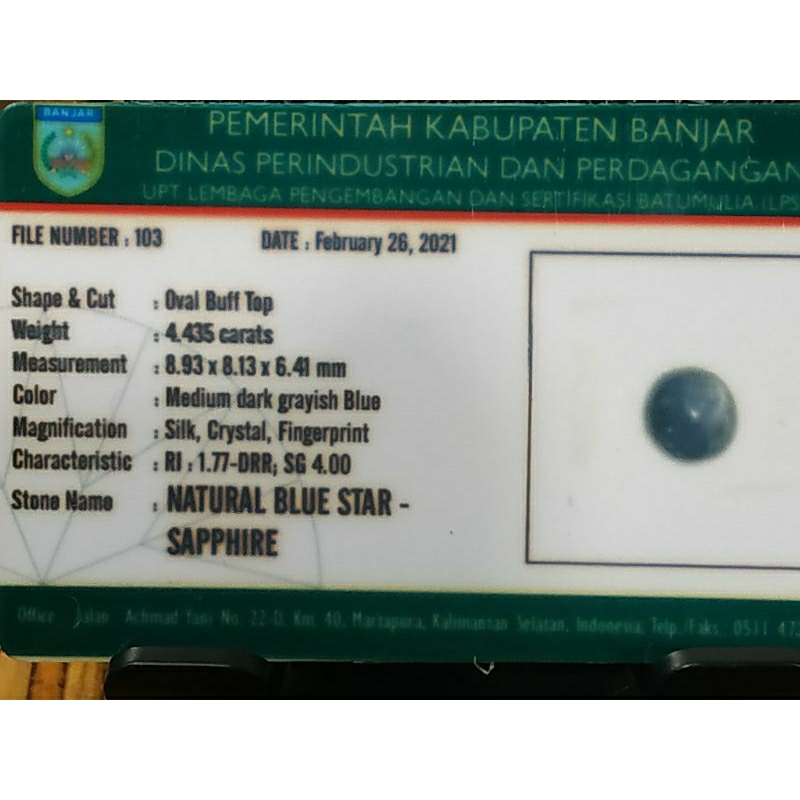 BANJAR
PEMERINTAH KABUPATEN BANJAR
DINAS PERINDUSTRIAN DAN PERDAGANGAN
UPT LEMBAGA PENGEMBANGAN DAN SERTIFIKASI BATUMULIA (LPS
FILE NUMBER : 103 DATE : February 26, 2021
Shape & Cut : Oval Buff Top
Weight : 4.435 carats
Measurement : 8.93 x 8.13 x 6.41 mm
Color : Medium dark grayish Blue
Magnification : Silk, Crystal, Fingerprint
Characteristic : RI : 1.77-DRR; SG 4.00
Stone Name : NATURAL BLUE STAR -
SAPPHIRE
Office Jalan Achmad Yani No. 22-D, Km. 40, Martapura, Kalimantan Selatan, Indonesia, Telp./Faks. 0511 47